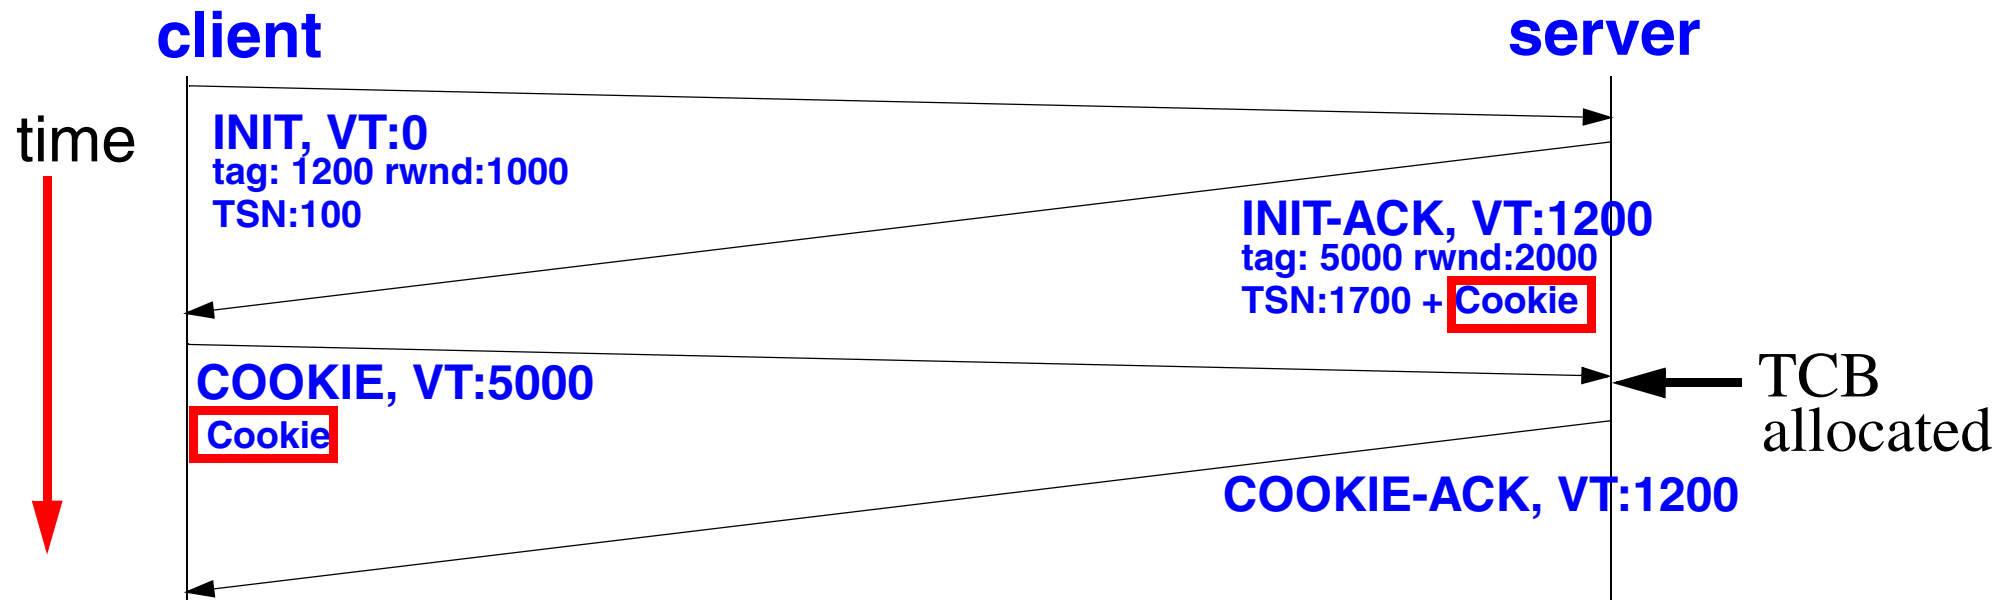 client
server
time
INIT, VT:0
tag: 1200 rwnd:1000
TSN:100
INIT-ACK, VT:1200
tag: 5000 rwnd:2000
TSN:1700 + Cookie
COOKIE, VT:5000
Cookie
TCB
allocated
COOKIE-ACK, VT:1200